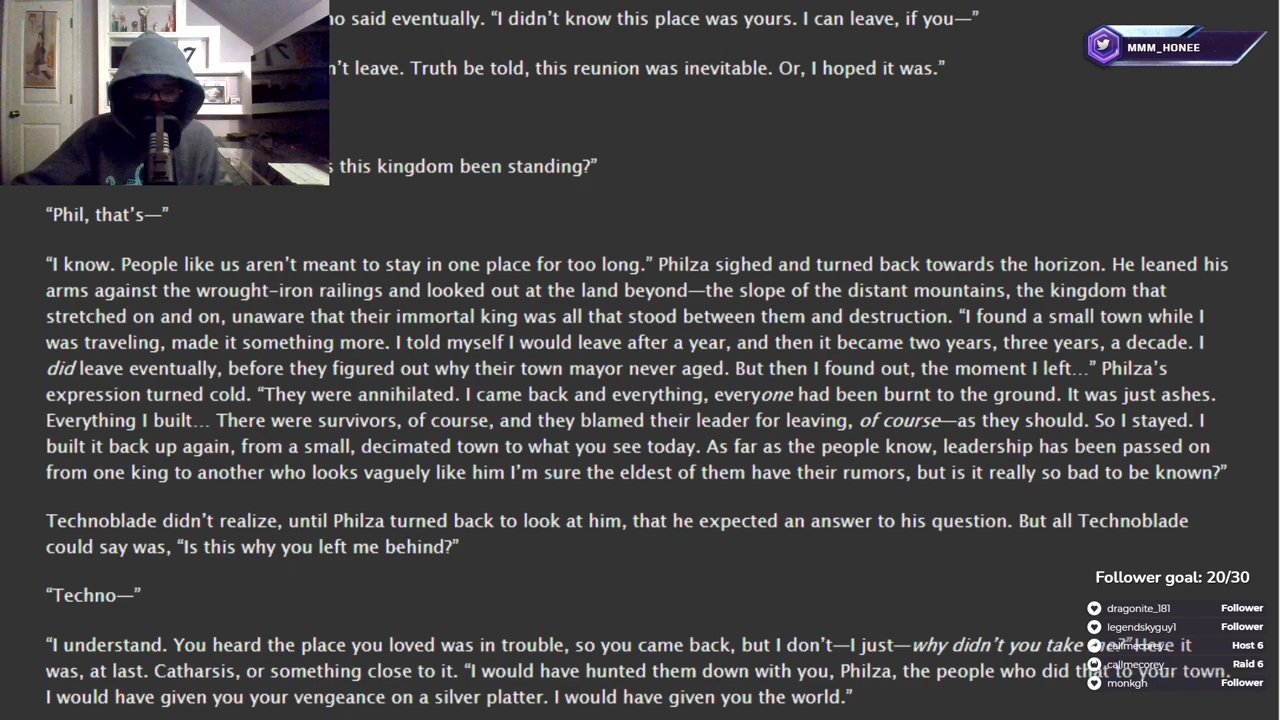 o said eventually. “I didn’t know this place was yours. I can leave, if you—”
MMM_HONEE
’t leave. Truth be told, this reunion was inevitable. Or, I hoped it was.”
s this kingdom been standing?”
“Phil, that’s—”
“I know. People like us aren’t meant to stay in one place for too long.” Philza sighed and turned back towards the horizon. He leaned his
arms against the wrought-iron railings and looked out at the land beyond—the slope of the distant mountains, the kingdom that
stretched on and on, unaware that their immortal king was all that stood between them and destruction. “I found a small town while I
was traveling, made it something more. I told myself I would leave after a year, and then it became two years, three years, a decade. I
did leave eventually, before they figured out why their town mayor never aged. But then I found out, the moment I left…” Philza’s
expression turned cold. “They were annihilated. I came back and everything, everyone had been burnt to the ground. It was just ashes.
Everything I built… There were survivors, of course, and they blamed their leader for leaving, of course—as they should. So I stayed. I
built it back up again, from a small, decimated town to what you see today. As far as the people know, leadership has been passed on
from one king to another who looks vaguely like him I’m sure the eldest of them have their rumors, but is it really so bad to be known?”
Technoblade didn’t realize, until Philza turned back to look at him, that he expected an answer to his question. But all Technoblade
could say was, “Is this why you left me behind?”
“Techno—”
“I understand. You heard the place you loved was in trouble, so you came back, but I don’t—I just—why didn’t you take me?” Here it
was, at last. Catharsis, or something close to it. “I would have hunted them down with you, Philza, the people who did that to your town.
I would have given you your vengeance on a silver platter. I would have given you the world.”
Follower goal: 20/30
dragonite_181 Follower
legendskyguy1 Follower
callmecorey Host 6
callmecorey Raid 6
monkgh Follower